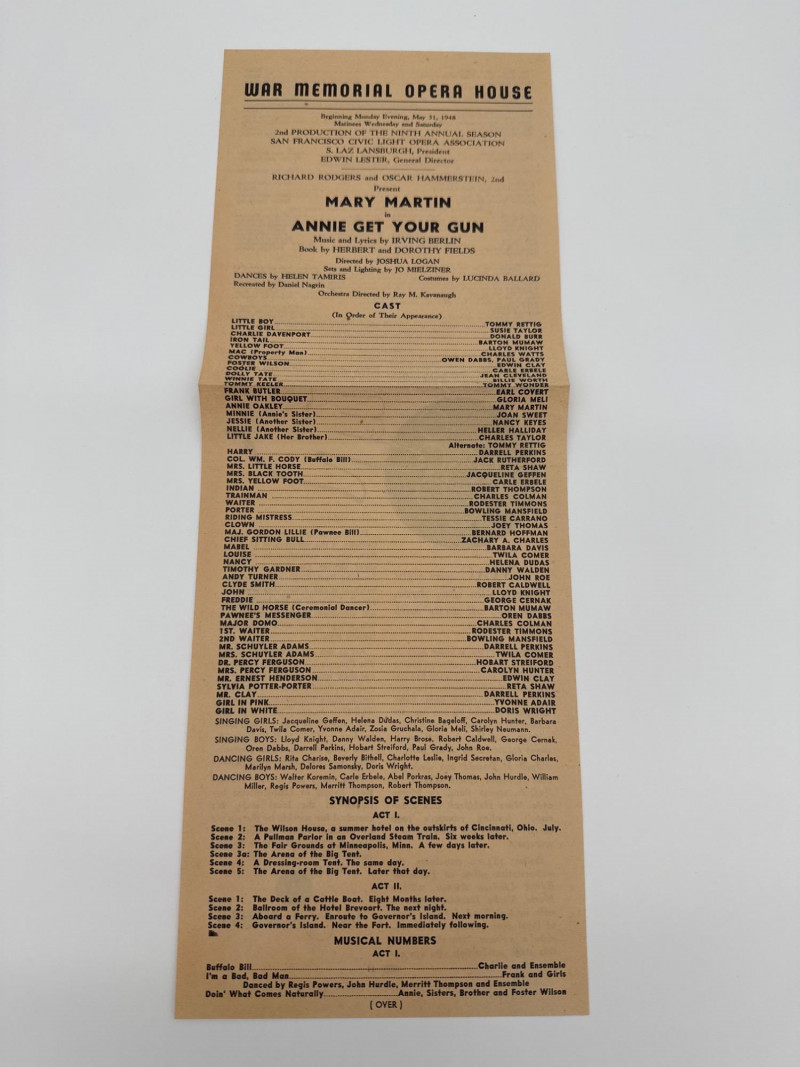 WAR MEMORIAL OPERA HOUSE
Beginning Monday Evening, May 31, 1948
Matinees Wednesday and Saturday
2nd PRODUCTION OF THE NINTH ANNUAL SEASON
SAN FRANCISCO CIVIC LIGHT OPERA ASSOCIATION
S. LAZ LANSBURGH, President
EDWIN LESTER, General Director
RICHARD RODGERS and OSCAR HAMMERSTEIN, 2nd
Present
MARY MARTIN
in
ANNIE GET YOUR GUN
Music and Lyrics by IRVING BERLIN
Book by HERBERT and DOROTHY FIELDS
Directed by JOSHUA LOGAN
Sets and Lighting by JO MIELZINER
DANCES by HELEN TAMIRIS Costumes by LUCINDA BALLARD
Recreated by Daniel Nagrin
Orchestra Directed by Ray M. Kavanaugh
CAST
(In Order of Their Appearance)
LITTLE BOY TOMMY RETTIG
LITTLE GIRL SUSIE TAYLOR
CHARLIE DAVENPORT DONALD BURR
IRON TAIL BARTON MUMAW
YELLOW FOOT LLOYD KNIGHT
MAC (Property Man) CHARLES WATTS
COWBOYS OWEN DABBS, PAUL GRADY
FOSTER WILSON EDWIN CLAY
COOLIE CARLE ERBELE
DOLLY TATE JEAN CLEVELAND
WINNIE TATE BILLIE WORTH
TOMMY KEELER TOMMY WONDER
FRANK BUTLER EARL COVERT
GIRL WITH BOUQUET GLORIA MELI
ANNIE OAKLEY MARY MARTIN
MINNIE (Annie's Sister) JOAN SWEET
JESSIE (Another Sister) NANCY KEYES
NELLIE (Another Sister) HELLER HALLIDAY
LITTLE JAKE (Her Brother) CHARLES TAYLOR
Alternate: TOMMY RETTIG
HARRY DARRELL PERKINS
COL. WM. F. CODY (Buffalo Bill) JACK RUTHERFORD
MRS. LITTLE HORSE RETA SHAW
MRS. BLACK TOOTH JACQUELINE GEFFEN
MRS. YELLOW FOOT CARLE ERBELE
INDIAN ROBERT THOMPSON
TRAINMAN CHARLES COLMAN
WAITER RODESTER TIMMONS
PORTER BOWLING MANSFIELD
RIDING MISTRESS TESSIE CARRANO
CLOWN JOEY THOMAS
MAJ. GORDON LILLIE (Pawnee Bill) BERNARD HOFFMAN
CHIEF SITTING BULL ZACHARY A. CHARLES
MABEL BARBARA DAVIS
LOUISE TWILA COMER
NANCY HELENA DUDAS
TIMOTHY GARDNER DANNY WALDEN
ANDY TURNER JOHN ROE
CLYDE SMITH ROBERT CALDWELL
JOHN LLOYD KNIGHT
FREDDIE GEORGE CERNAK
THE WILD HORSE (Ceremonial Dancer) BARTON MUMAW
PAWNEE'S MESSENGER OREN DABBS
MAJOR DOMO CHARLES COLMAN
1ST. WAITER RODESTER TIMMONS
2ND WAITER BOWLING MANSFIELD
MR. SCHUYLER ADAMS DARRELL PERKINS
MRS. SCHUYLER ADAMS TWILA COMER
DR. PERCY FERGUSON HOBART STREIFORD
MRS. PERCY FERGUSON CAROLYN HUNTER
MR. ERNEST HENDERSON EDWIN CLAY
SYLVIA POTTER-PORTER RETA SHAW
MR. CLAY DARRELL PERKINS
GIRL IN PINK YVONNE ADAIR
GIRL IN WHITE DORIS WRIGHT
SINGING GIRLS: Jacqueline Geffen, Helena Dudas, Christine Bagaloff, Carolyn Hunter, Barbara
Davis, Twila Comer, Yvonne Adair, Zosia Gruchala, Gloria Meli, Shirley Neumann.
SINGING BOYS: Lloyd Knight, Danny Walden, Harry Brose, Robert Caldwell, George Cernak,
Oren Dabbs, Darrell Perkins, Hobart Streiford, Paul Grady, John Roe.
DANCING GIRLS: Rita Charise, Beverly Bithell, Charlotte Leslie, Ingrid Secretan, Gloria Charles,
Marilyn Marsh, Delores Samonsky, Doris Wright.
DANCING BOYS: Walter Koremin, Carle Erbele, Abel Porkras, Joey Thomas, John Hurdle, William
Miller, Regis Powers, Merritt Thompson, Robert Thompson.
SYNOPSIS OF SCENES
ACT I.
Scene 1: The Wilson House, a summer hotel on the outskirts of Cincinnati, Ohio. July.
Scene 2: A Pullman Parlor in an Overland Steam Train. Six weeks later.
Scene 3: The Fair Grounds at Minneapolis, Minn. A few days later.
Scene 3a: The Arena of the Big Tent.
Scene 4: A Dressing-room Tent. The same day.
Scene 5: The Arena of the Big Tent. Later that day.
ACT II.
Scene 1: The Deck of a Cattle Boat. Eight Months later.
Scene 2: Ballroom of the Hotel Brevoort. The next night.
Scene 3: Aboard a Ferry. Enroute to Governor's Island. Next morning.
Scene 4: Governor's Island. Near the Fort. Immediately following.
MUSICAL NUMBERS
ACT I.
Buffalo Bill Charlie and Ensemble
I'm a Bad, Bad Man Frank and Girls
Danced by Regis Powers, John Hurdle, Merritt Thompson and Ensemble
Doin' What Comes Naturally Annie, Sisters, Brother and Foster Wilson
(OVER)